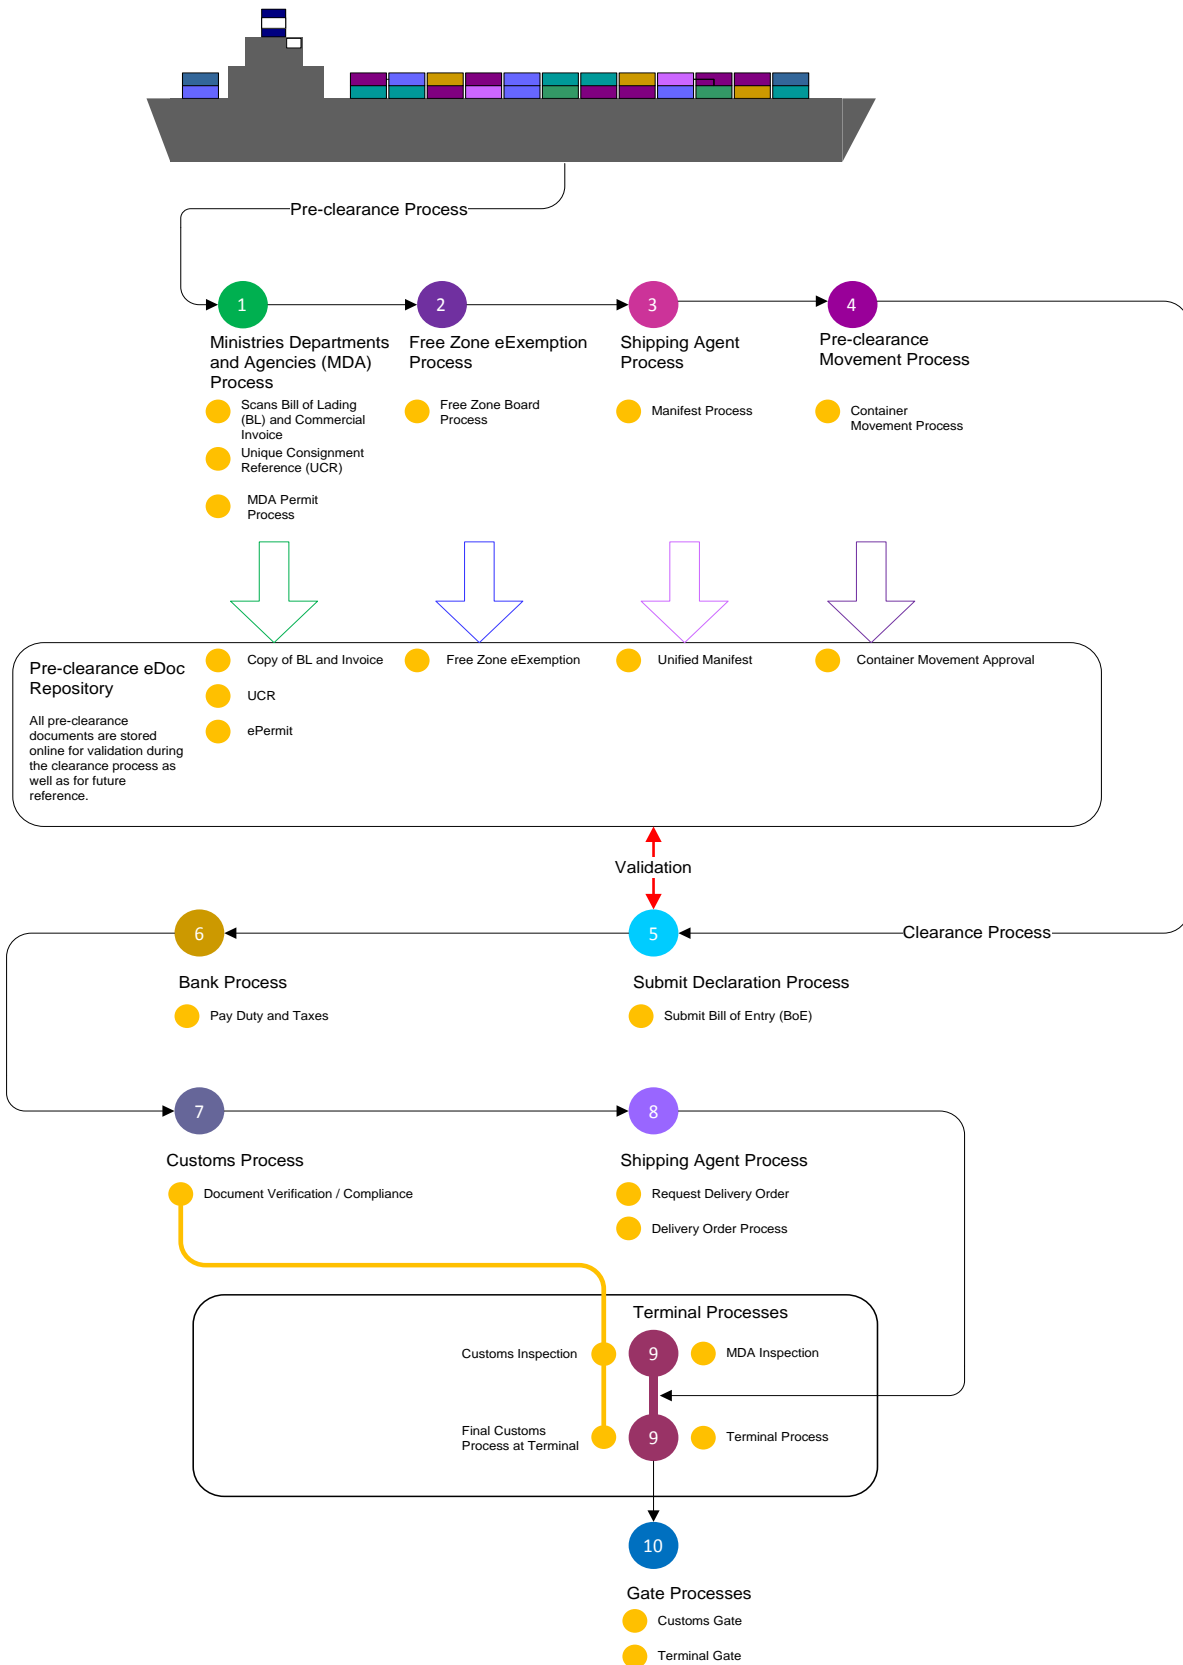 Pre-clearance Process
1
2
3
4
Ministries Departments
and Agencies (MDA)
Process
Scans Bill of Lading
(BL) and Commercial
Invoice
Unique Consignment
Reference (UCR)
MDA Permit
Process
Free Zone eExemption
Process
Free Zone Board
Process
Shipping Agent
Process
Manifest Process
Pre-clearance
Movement Process
Container
Movement Process
Pre-clearance eDoc
Repository
All pre-clearance
documents are stored
online for validation during
the clearance process as
well as for future
reference.
Copy of BL and Invoice
UCR
ePermit
Free Zone eExemption
Unified Manifest
Container Movement Approval
Validation
Clearance Process
5
Submit Declaration Process
Submit Bill of Entry (BoE)
6
Bank Process
Pay Duty and Taxes
7
Customs Process
Document Verification / Compliance
8
Shipping Agent Process
Request Delivery Order
Delivery Order Process
Terminal Processes
Customs Inspection
9
MDA Inspection
Final Customs
Process at Terminal
9
Terminal Process
10
Gate Processes
Customs Gate
Terminal Gate